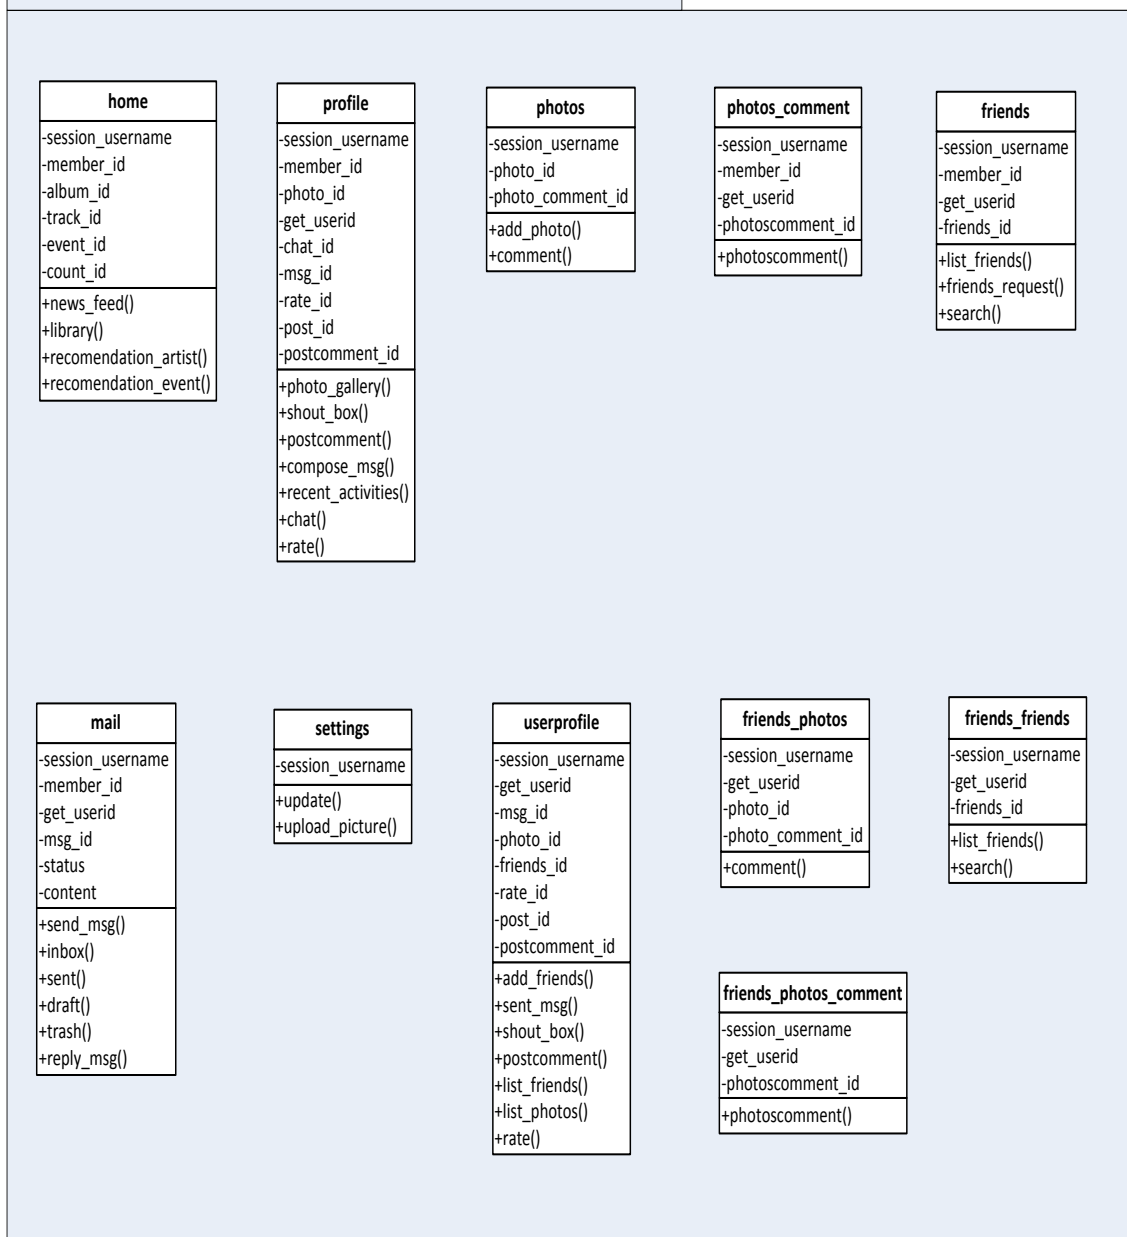 home
-session_username
-member_id
-album_id
-track_id
-event_id
-count_id
+news_feed()
+library()
+recomendation_artist()
+recomendation_event()
profile
-session_username
-member_id
-photo_id
-get_userid
-chat_id
-msg_id
-rate_id
-post_id
-postcomment_id
+photo_gallery()
+shout_box()
+postcomment()
+compose_msg()
+recent_activities()
+chat()
+rate()
photos
-session_username
-photo_id
-photo_comment_id
+add_photo()
+comment()
photos_comment
-session_username
-member_id
-get_userid
-photoscomment_id
+photoscomment()
friends
-session_username
-member_id
-get_userid
-friends_id
+list_friends()
+friends_request()
+search()
mail
-session_username
-member_id
-get_userid
-msg_id
-status
-content
+send_msg()
+inbox()
+sent()
+draft()
+trash()
+reply_msg()
settings
-session_username
+update()
+upload_picture()
userprofile
-session_username
-get_userid
-msg_id
-photo_id
-friends_id
-rate_id
-post_id
-postcomment_id
+add_friends()
+sent_msg()
+shout_box()
+postcomment()
+list_friends()
+list_photos()
+rate()
friends_photos
-session_username
-get_userid
-photo_id
-photo_comment_id
+comment()
friends_friends
-session_username
-get_userid
-friends_id
+list_friends()
+search()
friends_photos_comment
-session_username
-get_userid
-photoscomment_id
+photoscomment()